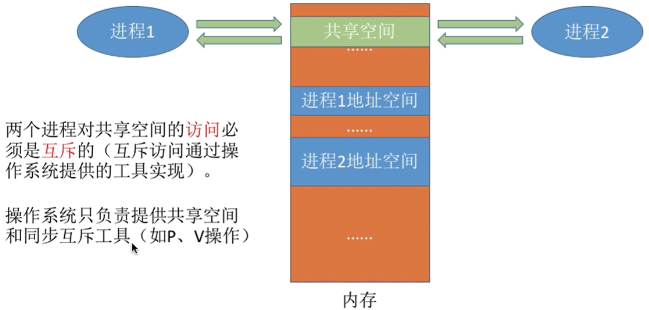 进程1
共享空间
进程2
......
进程1地址空间
......
进程2地址空间
......
内存
两个进程对共享空间的访问必
须是互斥的（互斥访问通过操
作系统提供的工具实现）。
操作系统只负责提供共享空间
和同步互斥工具（如P、V操作）